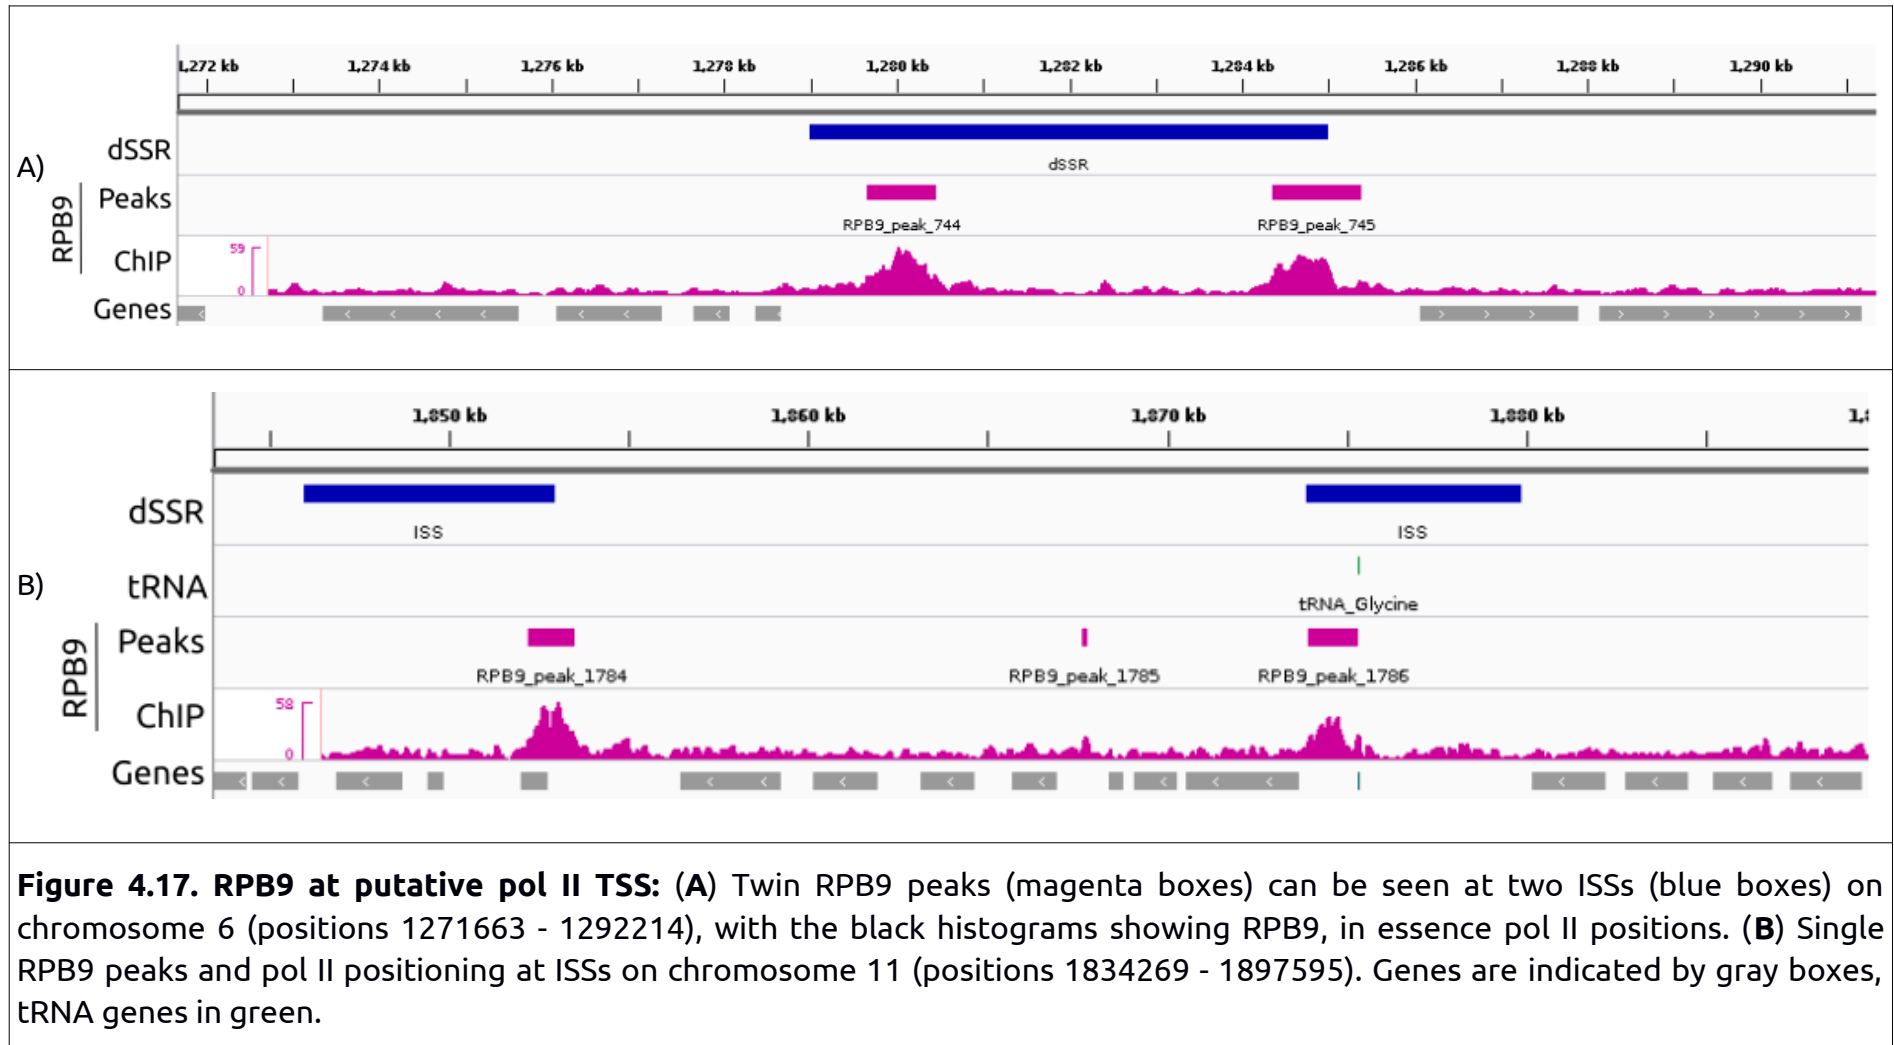 1,272 kb 1,274 kb 1,276 kb 1,278 kb 1,280 kb 1,282 kb 1,284 kb 1,286 kb 1,288 kb 1,290 kb
A)
dSSR
dSSR
RPB9
Peaks
RPB9_peak_744 RPB9_peak_745
ChIP
59
0
Genes
1,850 kb 1,860 kb 1,870 kb 1,880 kb
B)
dSSR
ISS ISS
tRNA
tRNA_Glycine
RPB9
Peaks
RPB9_peak_1784 RPB9_peak_1785 RPB9_peak_1786
ChIP
58
0
Genes
Figure 4.17. RPB9 at putative pol II TSS: (A) Twin RPB9 peaks (magenta boxes) can be seen at two ISSs (blue boxes) on
chromosome 6 (positions 1271663 - 1292214), with the black histograms showing RPB9, in essence pol II positions. (B) Single
RPB9 peaks and pol II positioning at ISSs on chromosome 11 (positions 1834269 - 1897595). Genes are indicated by gray boxes,
tRNA genes in green.